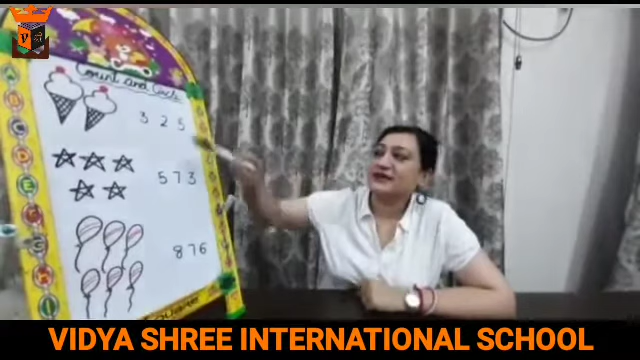 Count and Circle
3 2 5
5 7 3
8 7 6
VIDYA SHREE INTERNATIONAL SCHOOL